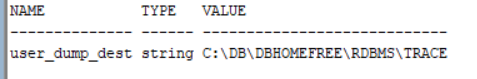 NAME           TYPE   VALUE
-------------- ------ ----------------------------
user_dump_dest string C:\DB\DBHOMEFREE\RDBMS\TRACE